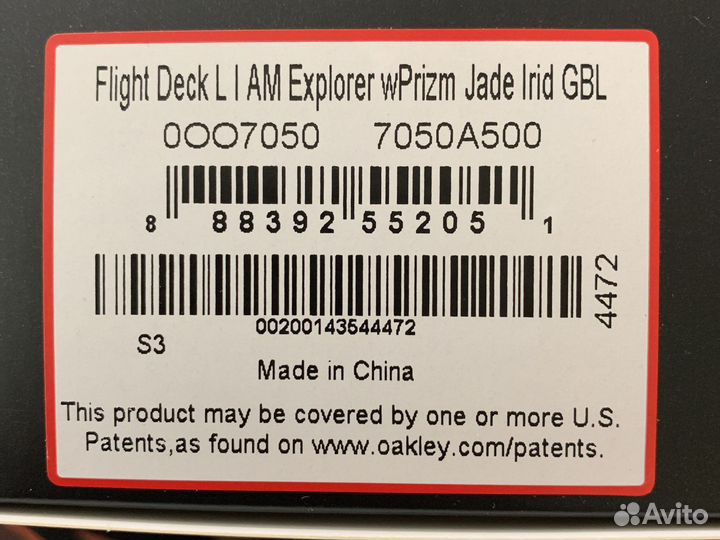 Flight Deck L I AM Explorer wPrizm Jade Irid GBL
0OO7050 7050A500
8 88392 55205 1
00200143544472
4472
S3
Made in China
This product may be covered by one or more U.S.
Patents,as found on www.oakley.com/patents.
Avito